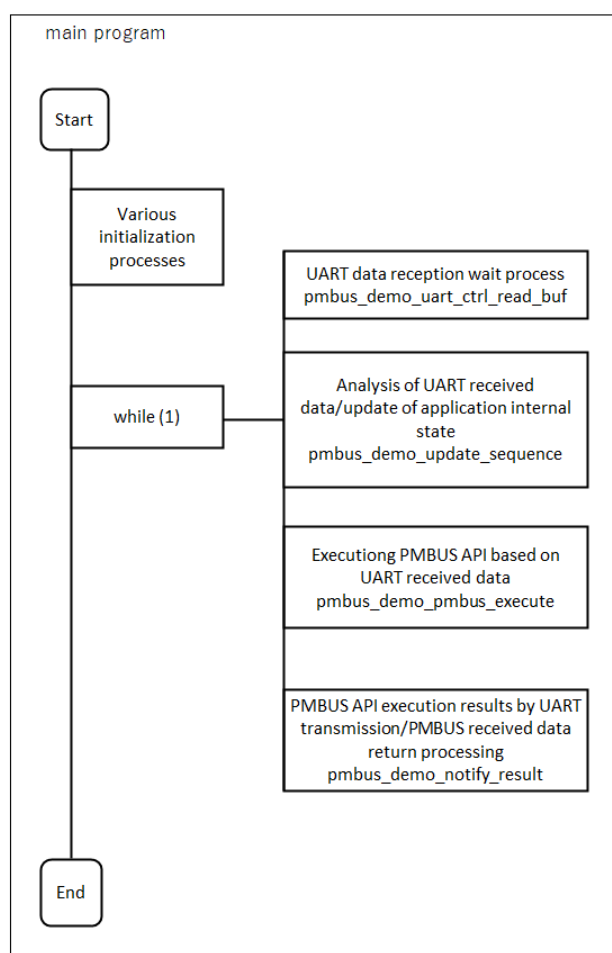 main program
Start
Various
initialization
processes
UART data reception wait process
pmbus_demo_uart_ctrl_read_buf
Analysis of UART received
data/update of application internal
state
pmbus_demo_update_sequence
while (1)
Executiong PMBUS API based on
UART received data
pmbus_demo_pmbus_execute
PMBUS API execution results by UART
transmission/PMBUS received data
return processing
pmbus_demo_notify_result
End